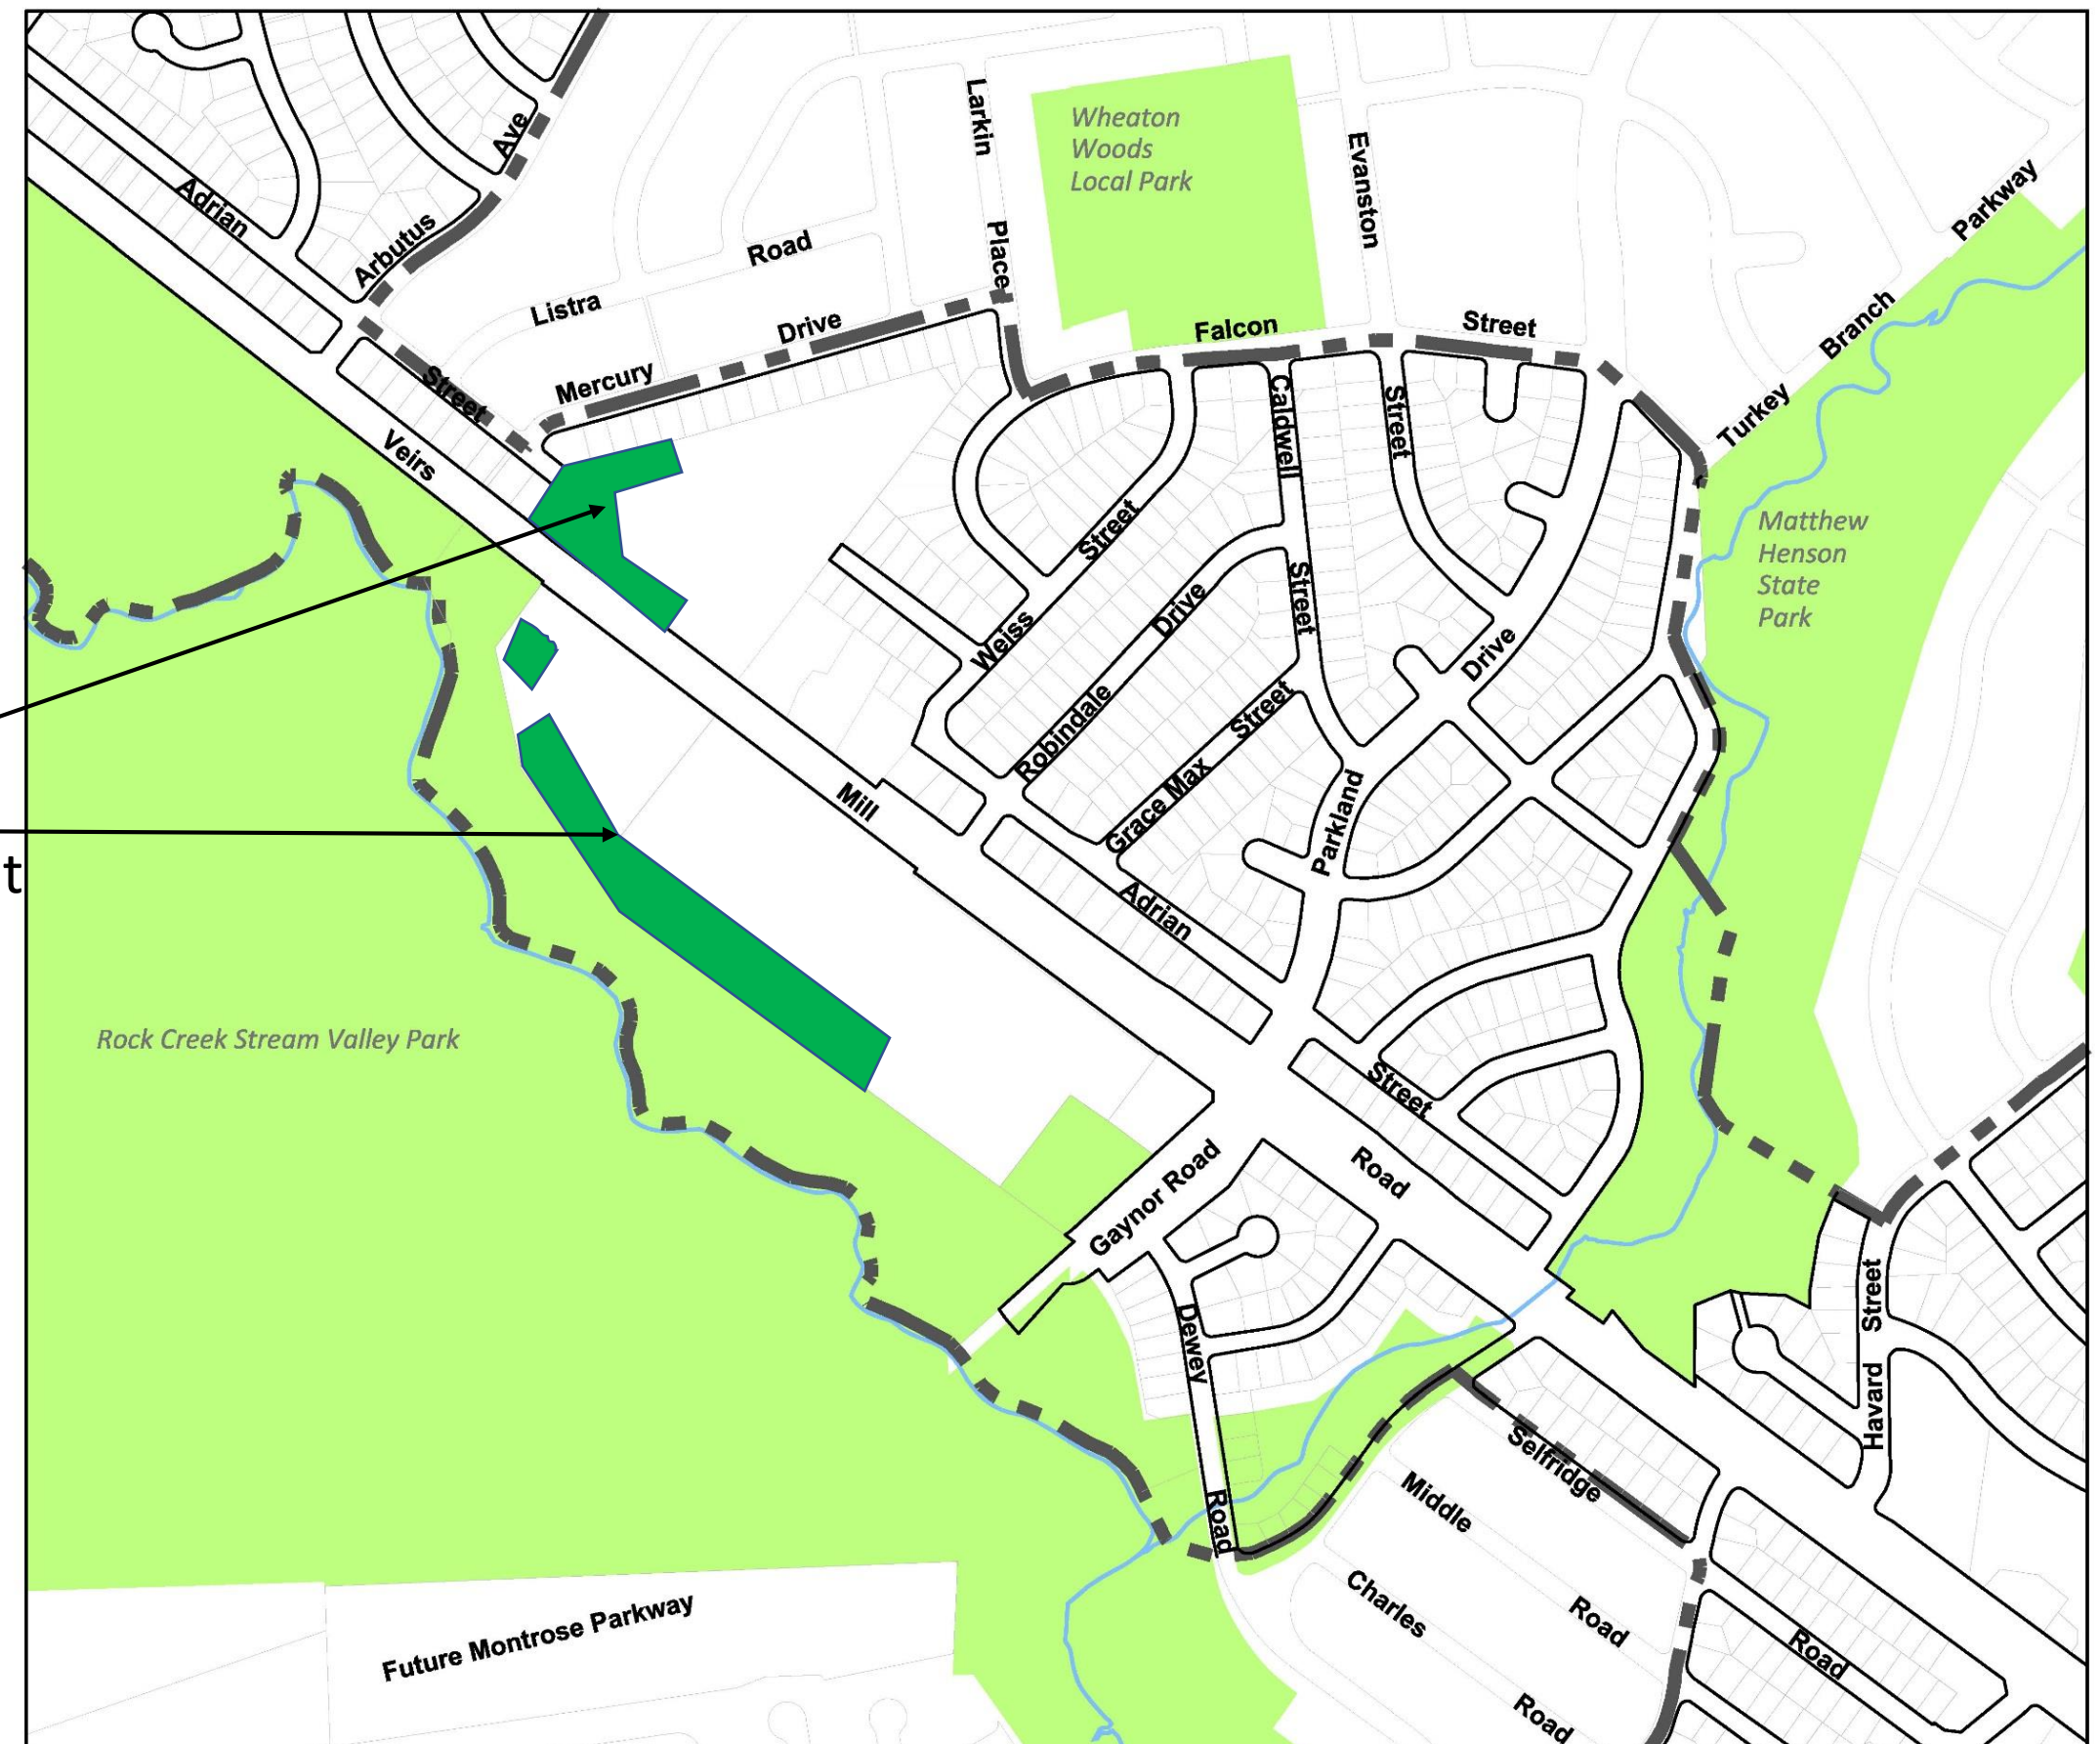 Larkin
Place
Wheaton
Woods
Local Park
Evanston
Street
Ave
Adrian
Street
Arbutus
Road
Listra
Mercury
Drive
Falcon
Street
Parkway
Branch
Turkey
Veirs
Mill
Road
Caldwell
Street
Matthew
Henson
State
Park
Weiss
Street
Robindale
Drive
Grace Max
Street
Parkland
Drive
t
Adrian
Street
Rock Creek Stream Valley Park
Gaynor Road
Dewey
Road
Havard
Street
Selfridge
Road
Middle
Road
Charles
Road
Future Montrose Parkway